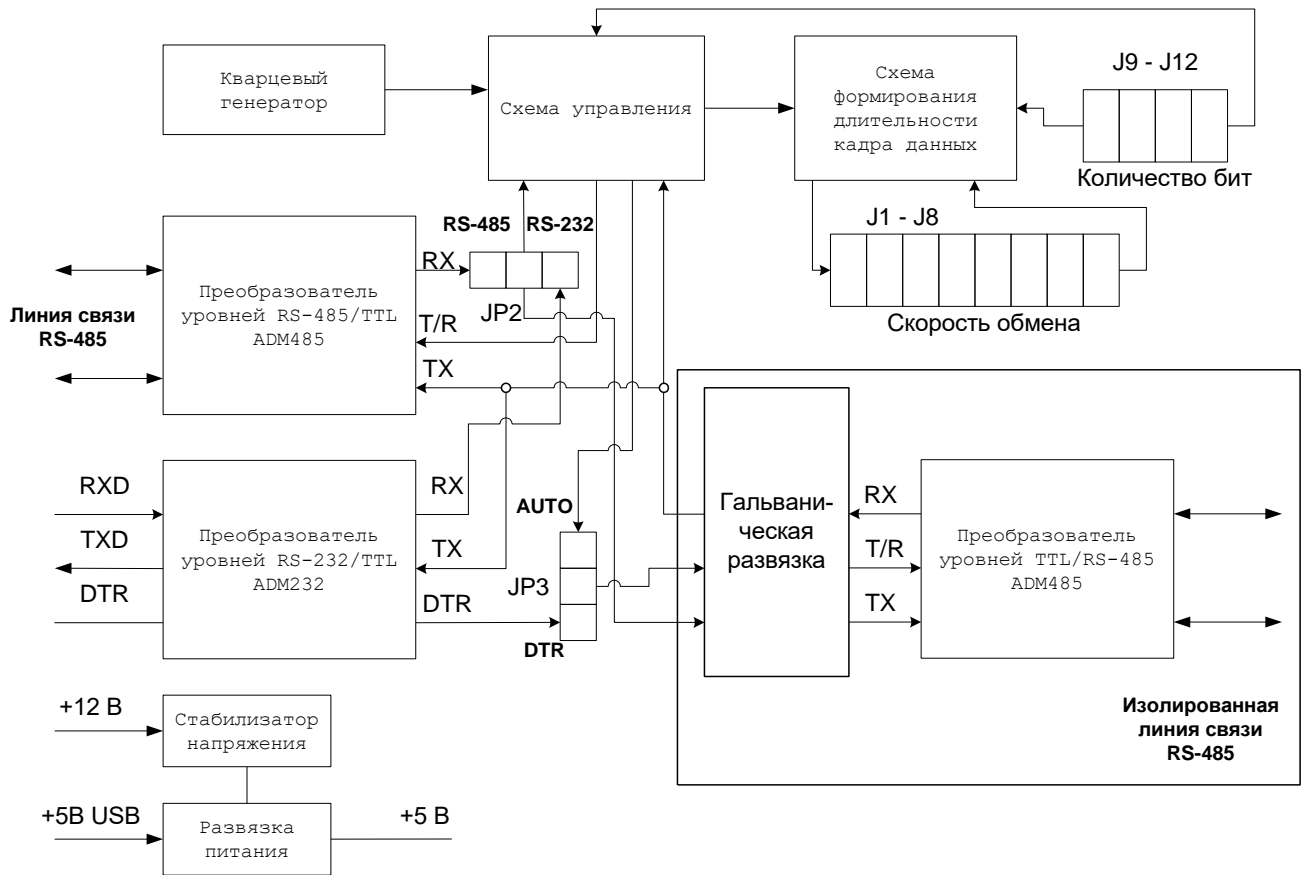 Кварцевый
генератор
Схема управления
Схема
формирования
длительности
кадра данных
J9 - J12
Количество бит
J1 - J8
Скорость обмена
RS-485
RS-232
RX
JP2
T/R
TX
Линия связи
RS-485
Преобразователь
уровней RS-485/TTL
ADM485
RXD
TXD
DTR
Преобразователь
уровней RS-232/TTL
ADM232
RX
TX
DTR
AUTO
JP3
DTR
Гальвани-
ческая
развязка
RX
T/R
TX
Преобразователь
уровней TTL/RS-485
ADM485
Изолированная
линия связи
RS-485
+12 В
Стабилизатор
напряжения
+5В USB
Развязка
питания
+5 В